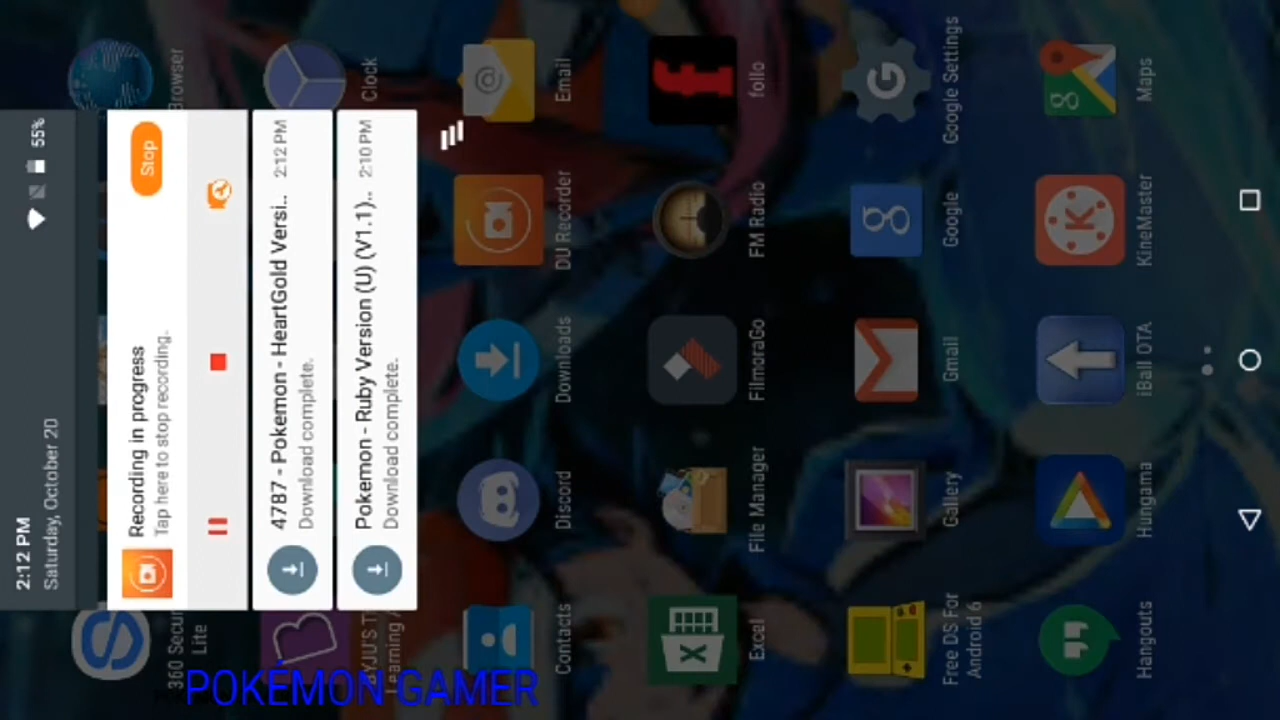 2:12 PM
Saturday, October 20
55%
Recording in progress
Tap here to stop recording.
Stop
4787 - Pokemon - HeartGold Versi..
2:12 PM
Download complete.
Pokemon - Ruby Version (U) (V1.1)..
2:10 PM
Download complete.
360 Secur
Lite
Browser
Learning
Clock
Contacts
Discord
Downloads
DU Recorder
Email
Excel
File Manager
FilmoraGo
FM Radio
follo
Free DS For
Android 6
Gallery
Gmail
Google
Google Settings
Hangouts
Hungama
iBall OTA
KineMaster
Maps
POKÉMON GAMER